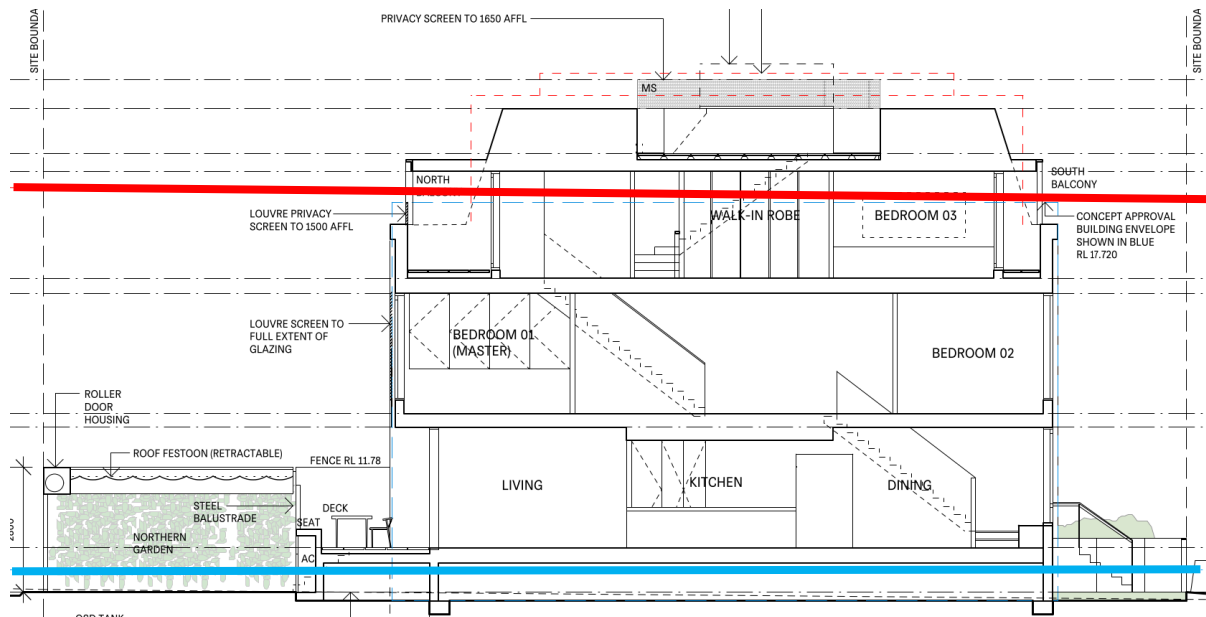 PRIVACY SCREEN TO 1650 AFFL
SITE BOUNDA
SITE BOUNDA
MS
NORTH
SOUTH
BALCONY
LOUVRE PRIVACY
SCREEN TO 1500 AFFL
WALK-IN ROBE
BEDROOM 03
CONCEPT APPROVAL
BUILDING ENVELOPE
SHOWN IN BLUE
RL 17.720
LOUVRE SCREEN TO
FULL EXTENT OF
GLAZING
BEDROOM 01
(MASTER)
BEDROOM 02
ROLLER
DOOR
HOUSING
ROOF FESTOON (RETRACTABLE)
FENCE RL 11.78
LIVING
KITCHEN
DINING
STEEL
BALUSTRADE
DECK
SEAT
NORTHERN
GARDEN
AC